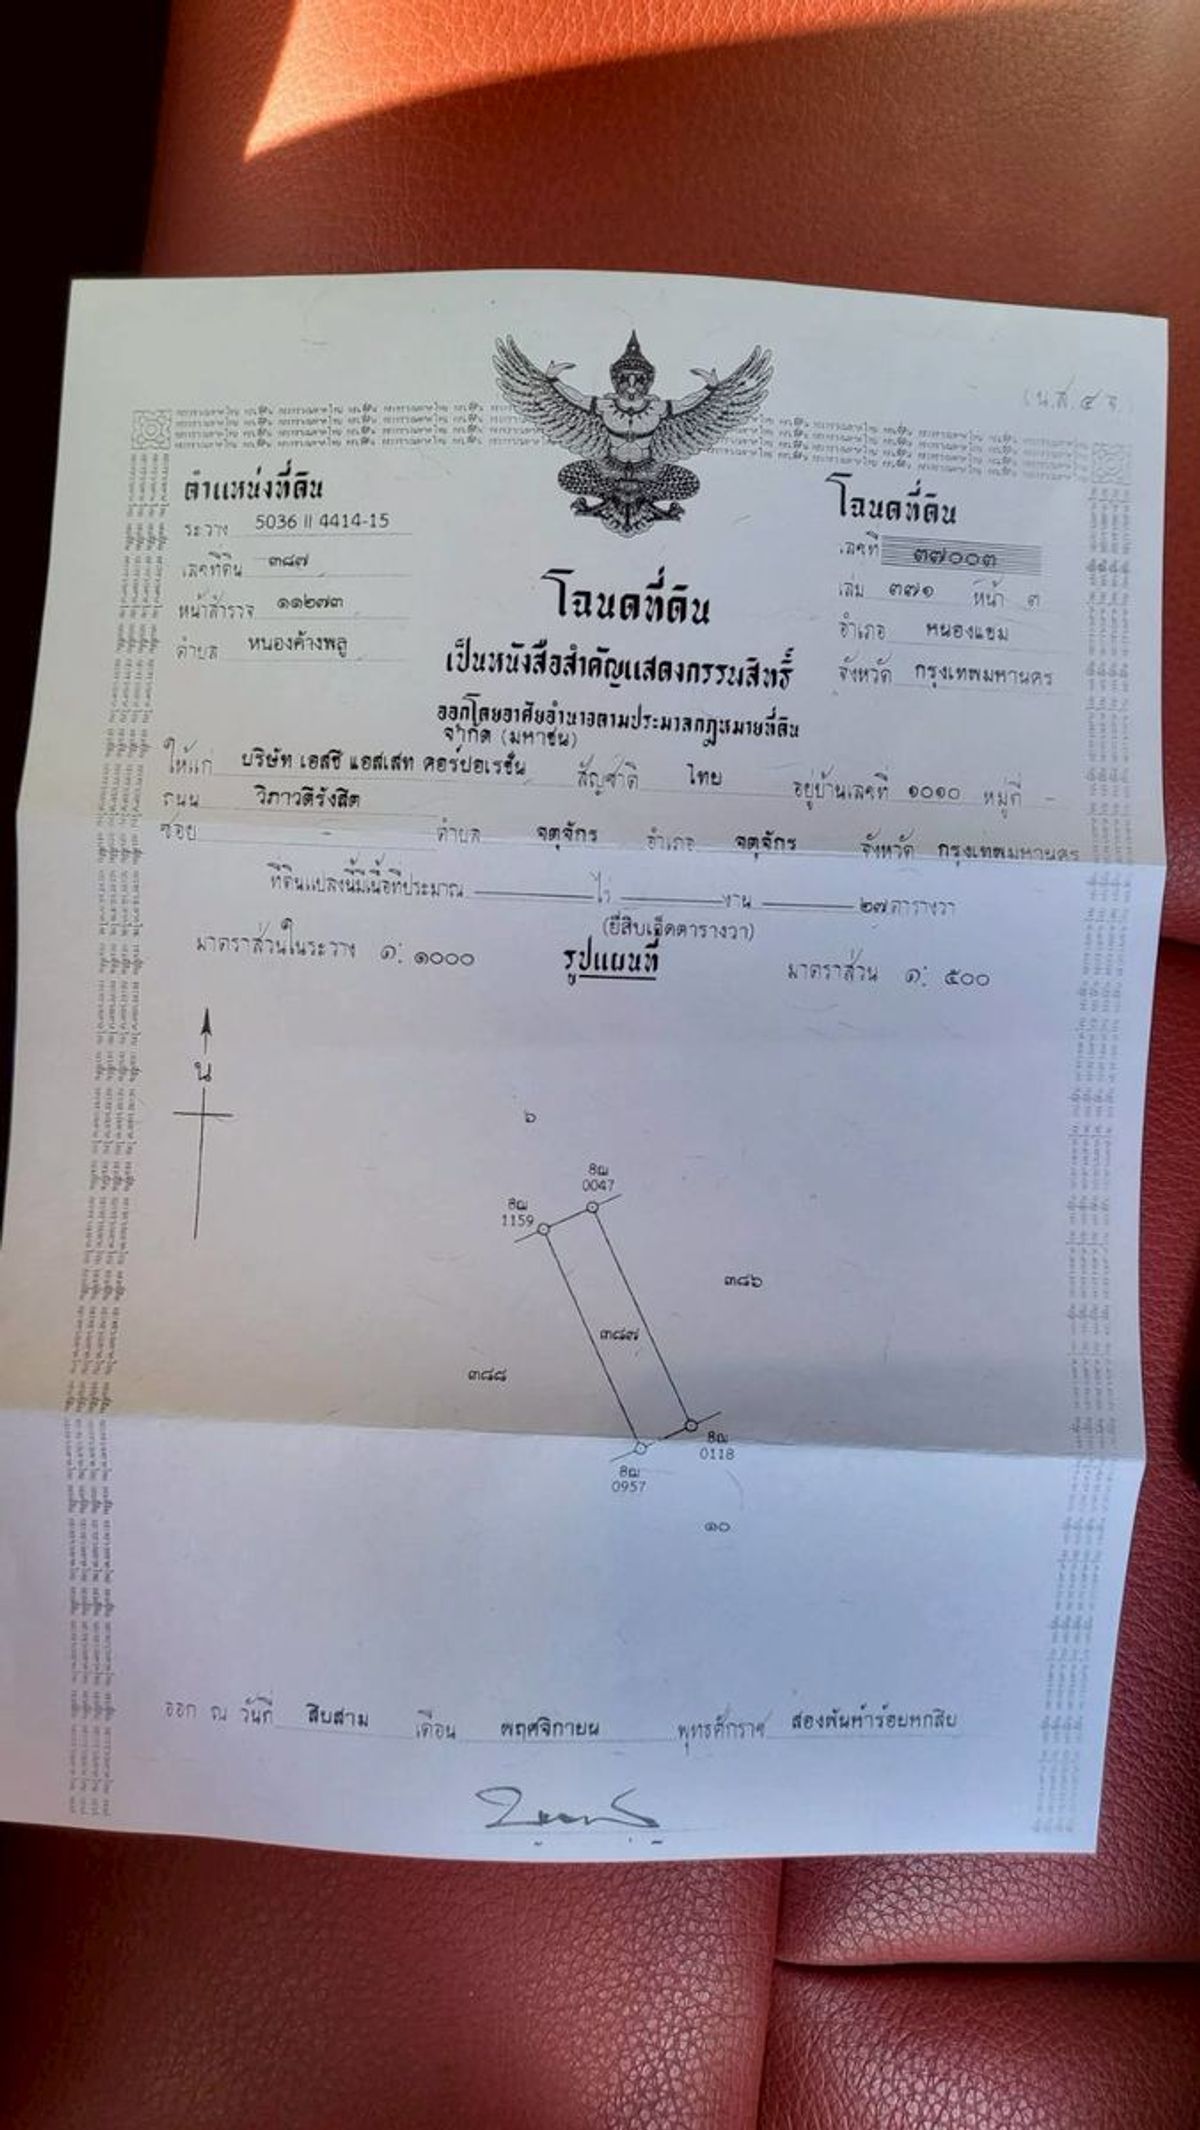 (น.ส. ๔ จ.)
ตำแหน่งที่ดิน
ระวาง 5036 II 4414-15
เลขที่ดิน ๓๘๗
หน้าสำรวจ ๑๑๒๗๓
ตำบล หนองค้างพลู
โฉนดที่ดิน
เลขที่ ๓๗๐๐๓
เล่ม ๓๗๑ หน้า ๓
อำเภอ หนองแขม
จังหวัด กรุงเทพมหานคร
โฉนดที่ดิน
เป็นหนังสือสำคัญแสดงกรรมสิทธิ์
ออกโดยอาศัยอำนาจตามประมวลกฎหมายที่ดิน
จำกัด (มหาชน)
ให้แก่ บริษัท เอสซี แอสเสท คอร์ปอเรชั่น สัญชาติ ไทย อยู่บ้านเลขที่ ๑๐๑๐ หมู่ที่ -
ถนน วิภาวดีรังสิต
ซอย - ตำบล จตุจักร อำเภอ จตุจักร จังหวัด กรุงเทพมหานคร
ที่ดินแปลงนี้มีเนื้อที่ประมาณ ไร่ งาน ๒๗ ตารางวา
(ยี่สิบเจ็ดตารางวา)
มาตราส่วนในระวาง ๑: ๑๐๐๐ รูปแผนที่ มาตราส่วน ๑: ๕๐๐
น
๖
8ฌ
0047
8ฌ
1159
๓๘๖
๓๘๗
๓๘๘
8ฌ
0118
8ฌ
0957
๑๐
ออก ณ วันที่ สิบสาม เดือน พฤศจิกายน พุทธศักราช สองพันห้าร้อยหกสิบ